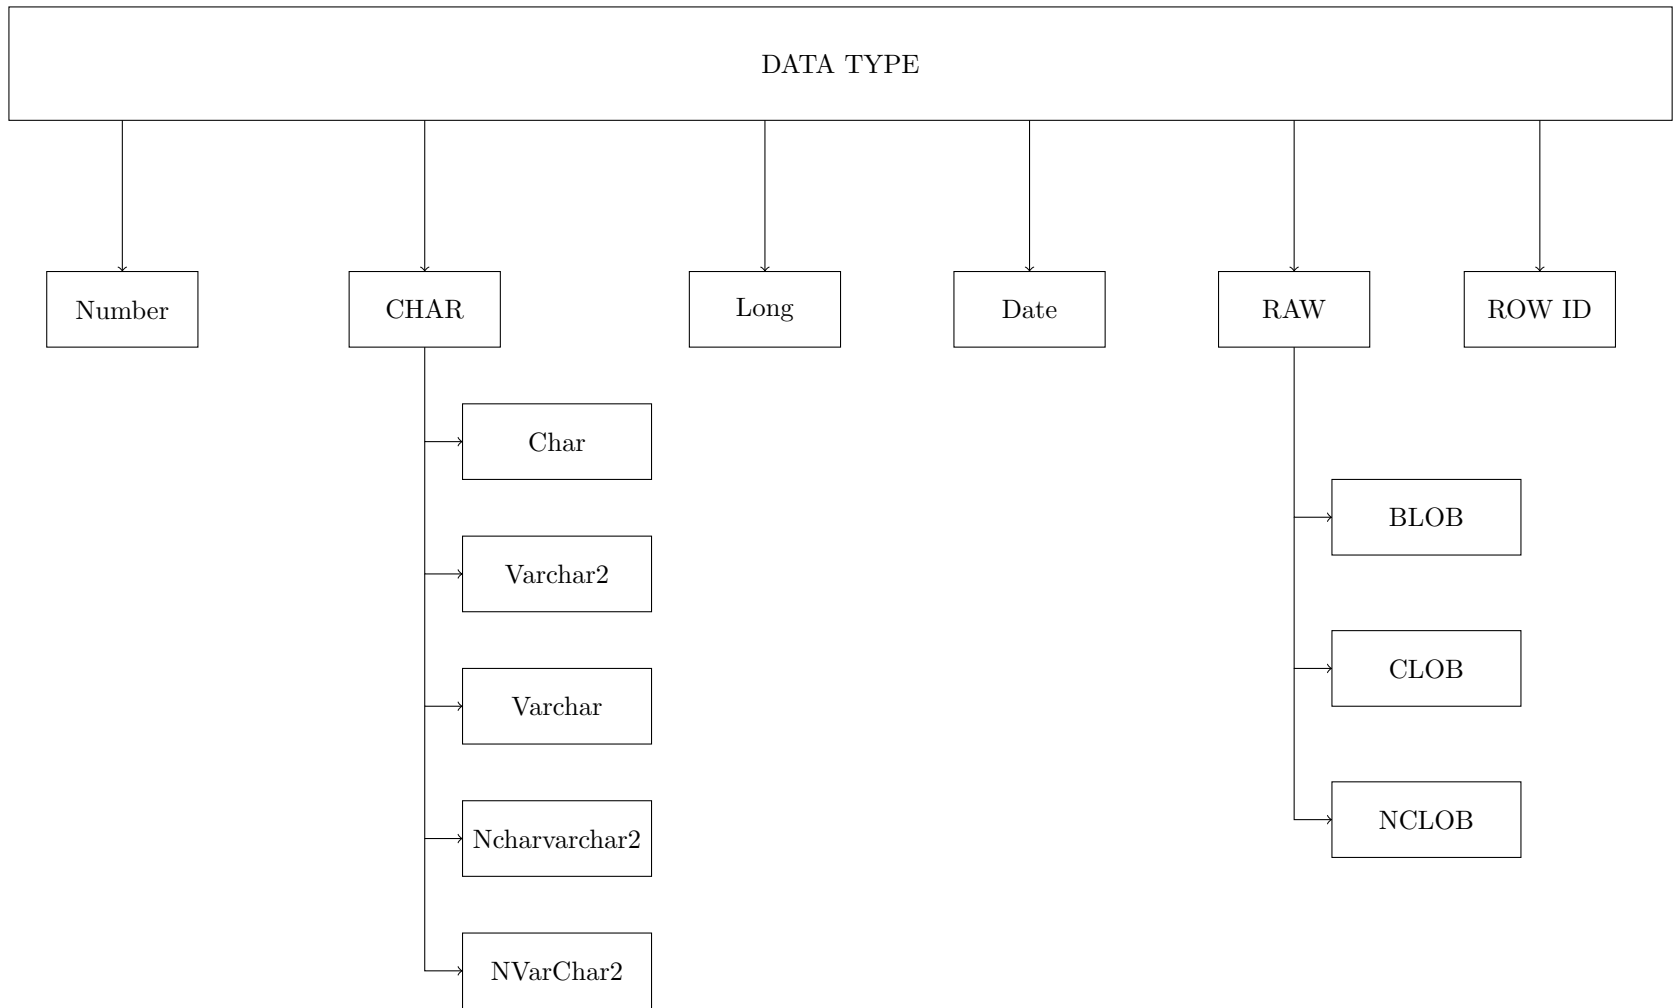 DATA TYPE
Number
CHAR
Long
Date
RAW
ROW ID
Char
Varchar2
Varchar
Ncharvarchar2
NVarChar2
BLOB
CLOB
NCLOB